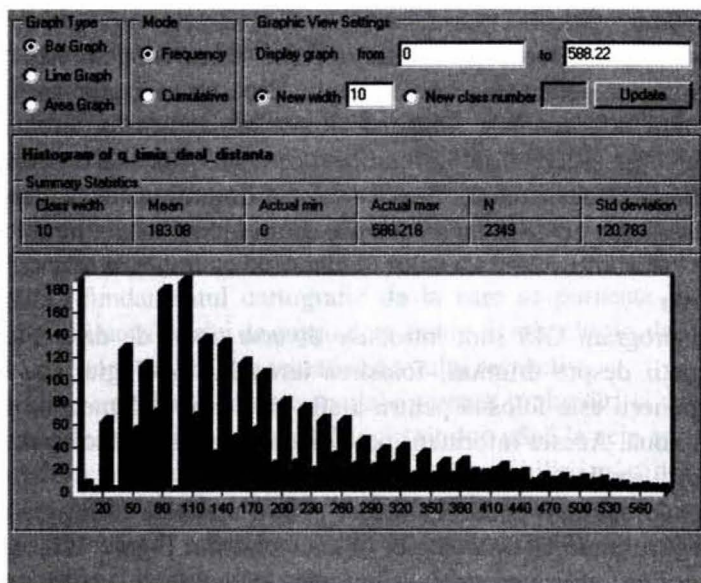 Graph Type
Bar Graph
Line Graph
Area Graph
Mode
Frequency
Cumulative
Graphic View Settings
Display graph from 0 to 588.22
New width 10 New class number Update
Histogram of q_timis_deal_distanta
Summary Statistics
Class width Mean Actual min Actual max N Std deviation
10 183.08 0 588.218 2349 120.783
180
160
140
120
100
80
60
40
20
0
20 50 80 110 140 170 200 230 260 290 320 350 380 410 440 470 500 530 560